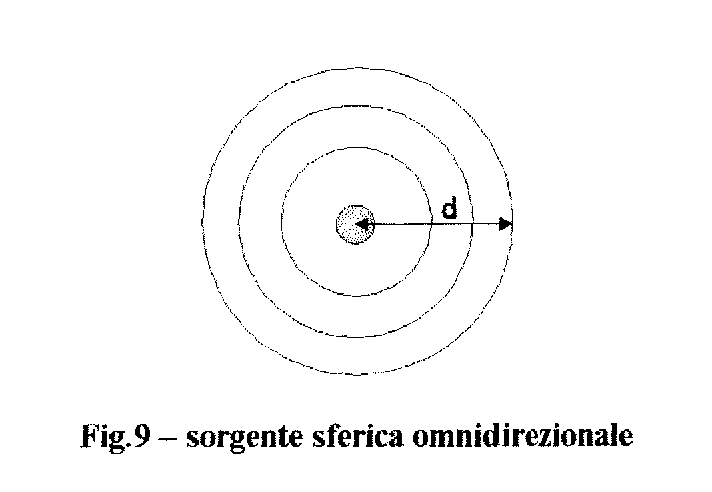 d
Fig.9 – sorgente sferica omnidirezionale